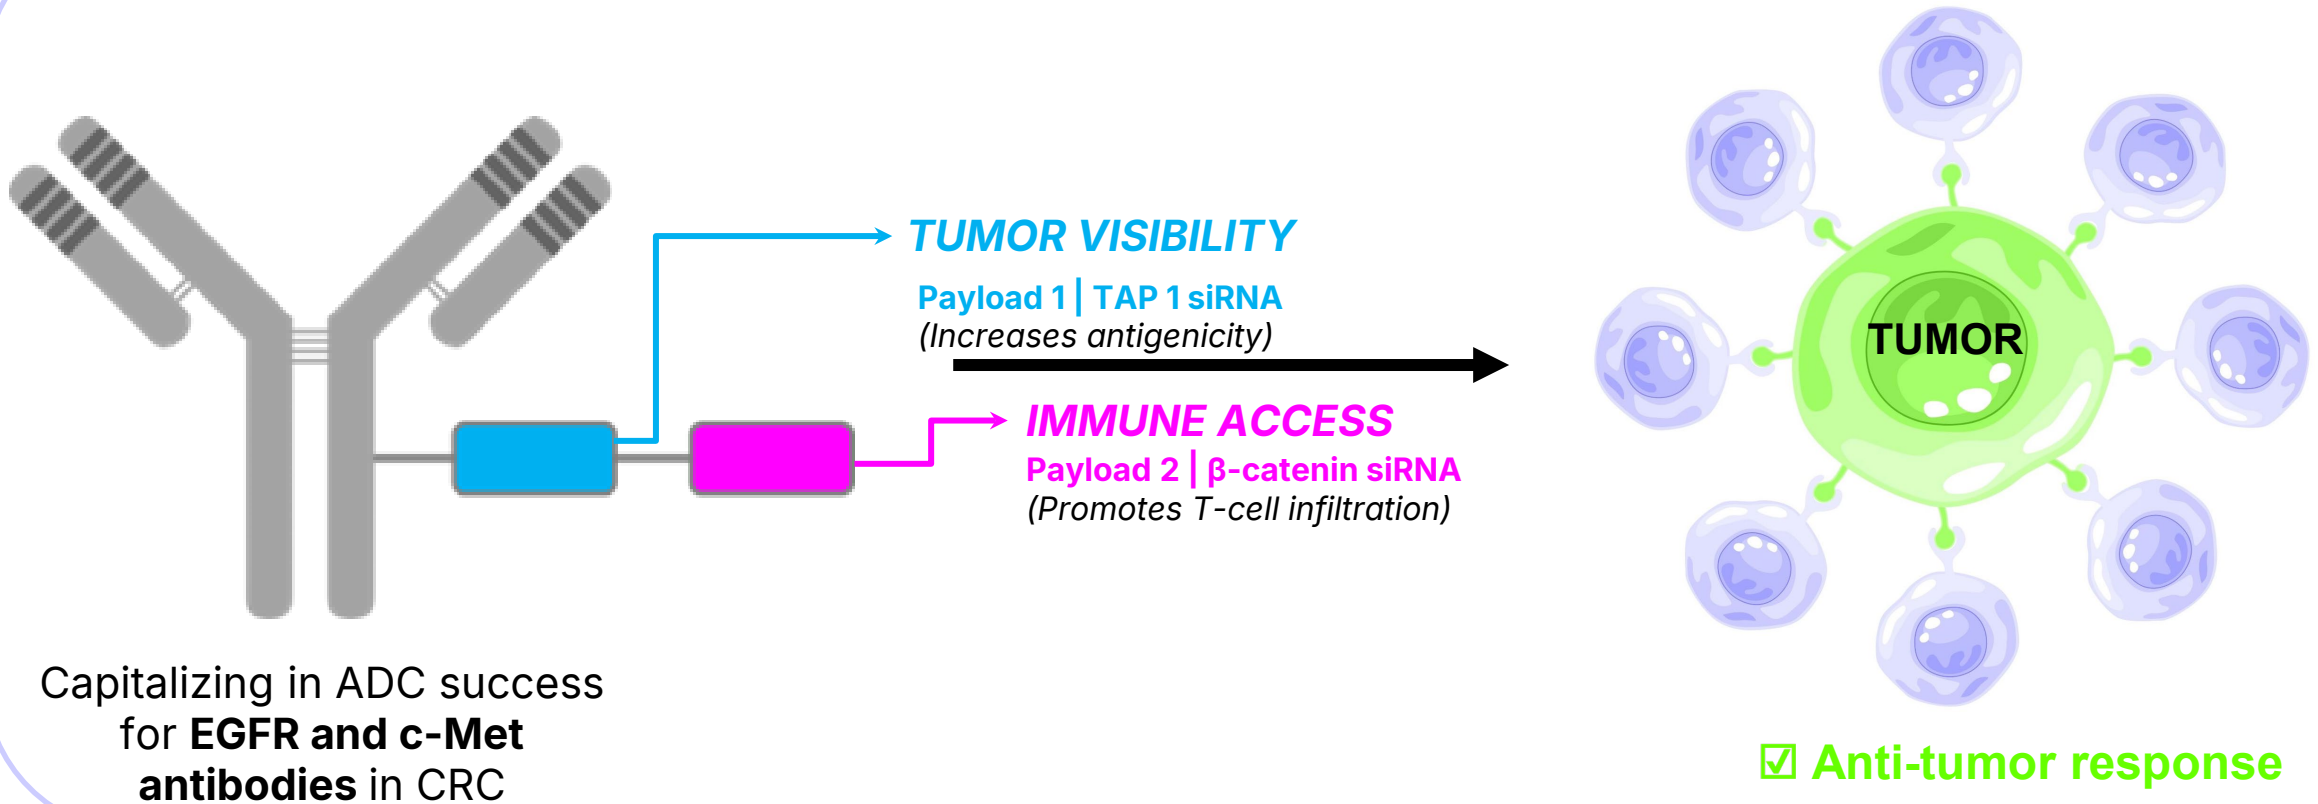 TUMOR VISIBILITY
Payload 1 | TAP 1 siRNA
(Increases antigenicity)
IMMUNE ACCESS
Payload 2 | β-catenin siRNA
(Promotes T-cell infiltration)
TUMOR
Capitalizing in ADC success
for EGFR and c-Met
antibodies in CRC
☑ Anti-tumor response